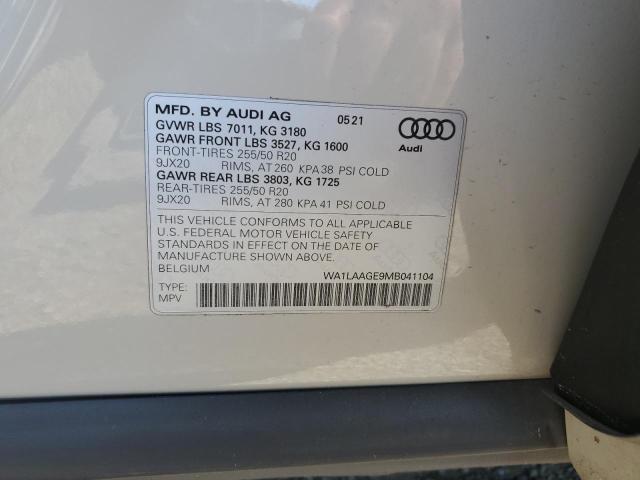 MFD. BY AUDI AG 0521
GVWR LBS 7011, KG 3180
GAWR FRONT LBS 3527, KG 1600
FRONT-TIRES 255/50 R20
9JX20 RIMS, AT 260 KPA 38 PSI COLD
GAWR REAR LBS 3803, KG 1725
REAR-TIRES 255/50 R20
9JX20 RIMS, AT 280 KPA 41 PSI COLD
Audi
THIS VEHICLE CONFORMS TO ALL APPLICABLE
U.S. FEDERAL MOTOR VEHICLE SAFETY
STANDARDS IN EFFECT ON THE DATE OF
MANUFACTURE SHOWN ABOVE.
BELGIUM WA1LAAGE9MB041104
TYPE:
MPV